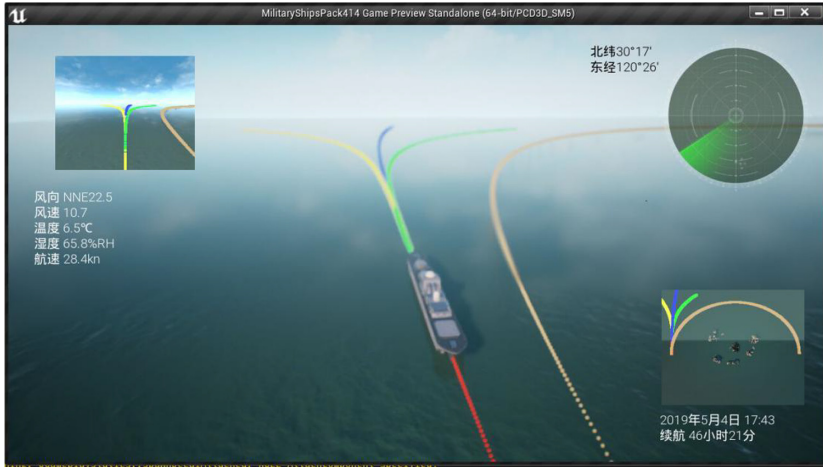 MilitaryShipsPack414 Game Preview Standalone (64-bit/PCD3D_SM5)
北纬30°17'
东经120°26'
风向 NNE22.5
风速 10.7
温度 6.5℃
湿度 65.8%RH
航速 28.4kn
2019年5月4日 17:43
续航 46小时21分